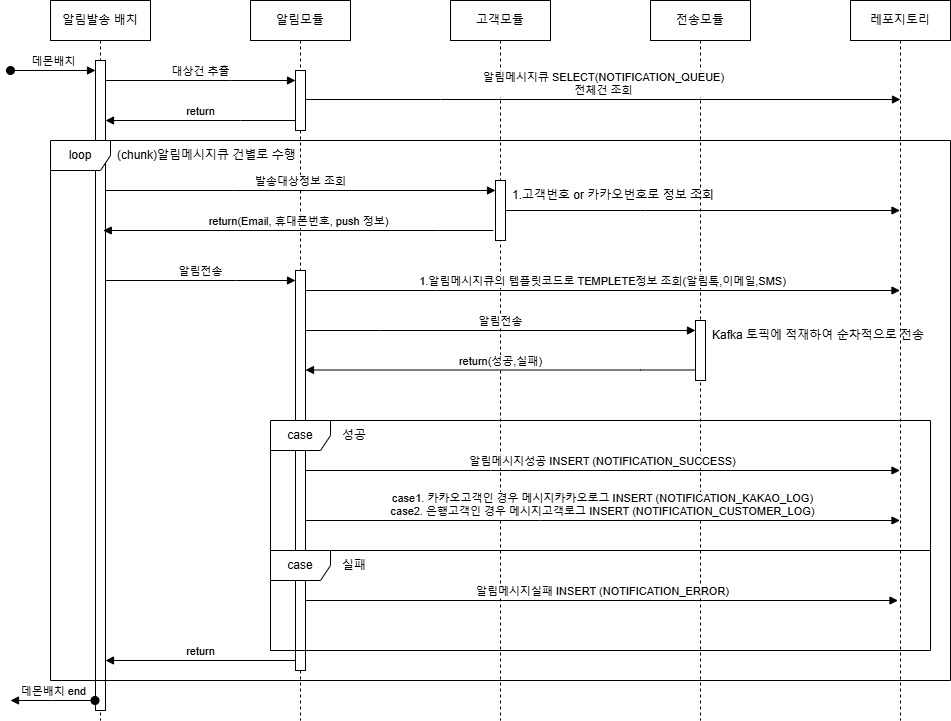 알림발송 배치
알림모듈
고객모듈
전송모듈
레포지토리
데몬배치
대상건 추출
알림메시지큐 SELECT(NOTIFICATION_QUEUE)
전체건 조회
return
loop
(chunk)알림메시지큐 건별로 수행
발송대상정보 조회
1.고객번호 or 카카오번호로 정보 조회
return(Email, 휴대폰번호, push 정보)
알림전송
1.알림메시지큐의 템플릿코드로 TEMPLETE정보 조회(알림톡,이메일,SMS)
알림전송
Kafka 토픽에 적재하여 순차적으로 전송
return(성공,실패)
case
성공
알림메시지성공 INSERT (NOTIFICATION_SUCCESS)
case1. 카카오고객인 경우 메시지카카오로그 INSERT (NOTIFICATION_KAKAO_LOG)
case2. 은행고객인 경우 메시지고객로그 INSERT (NOTIFICATION_CUSTOMER_LOG)
case
실패
알림메시지실패 INSERT (NOTIFICATION_ERROR)
return
데몬배치 end